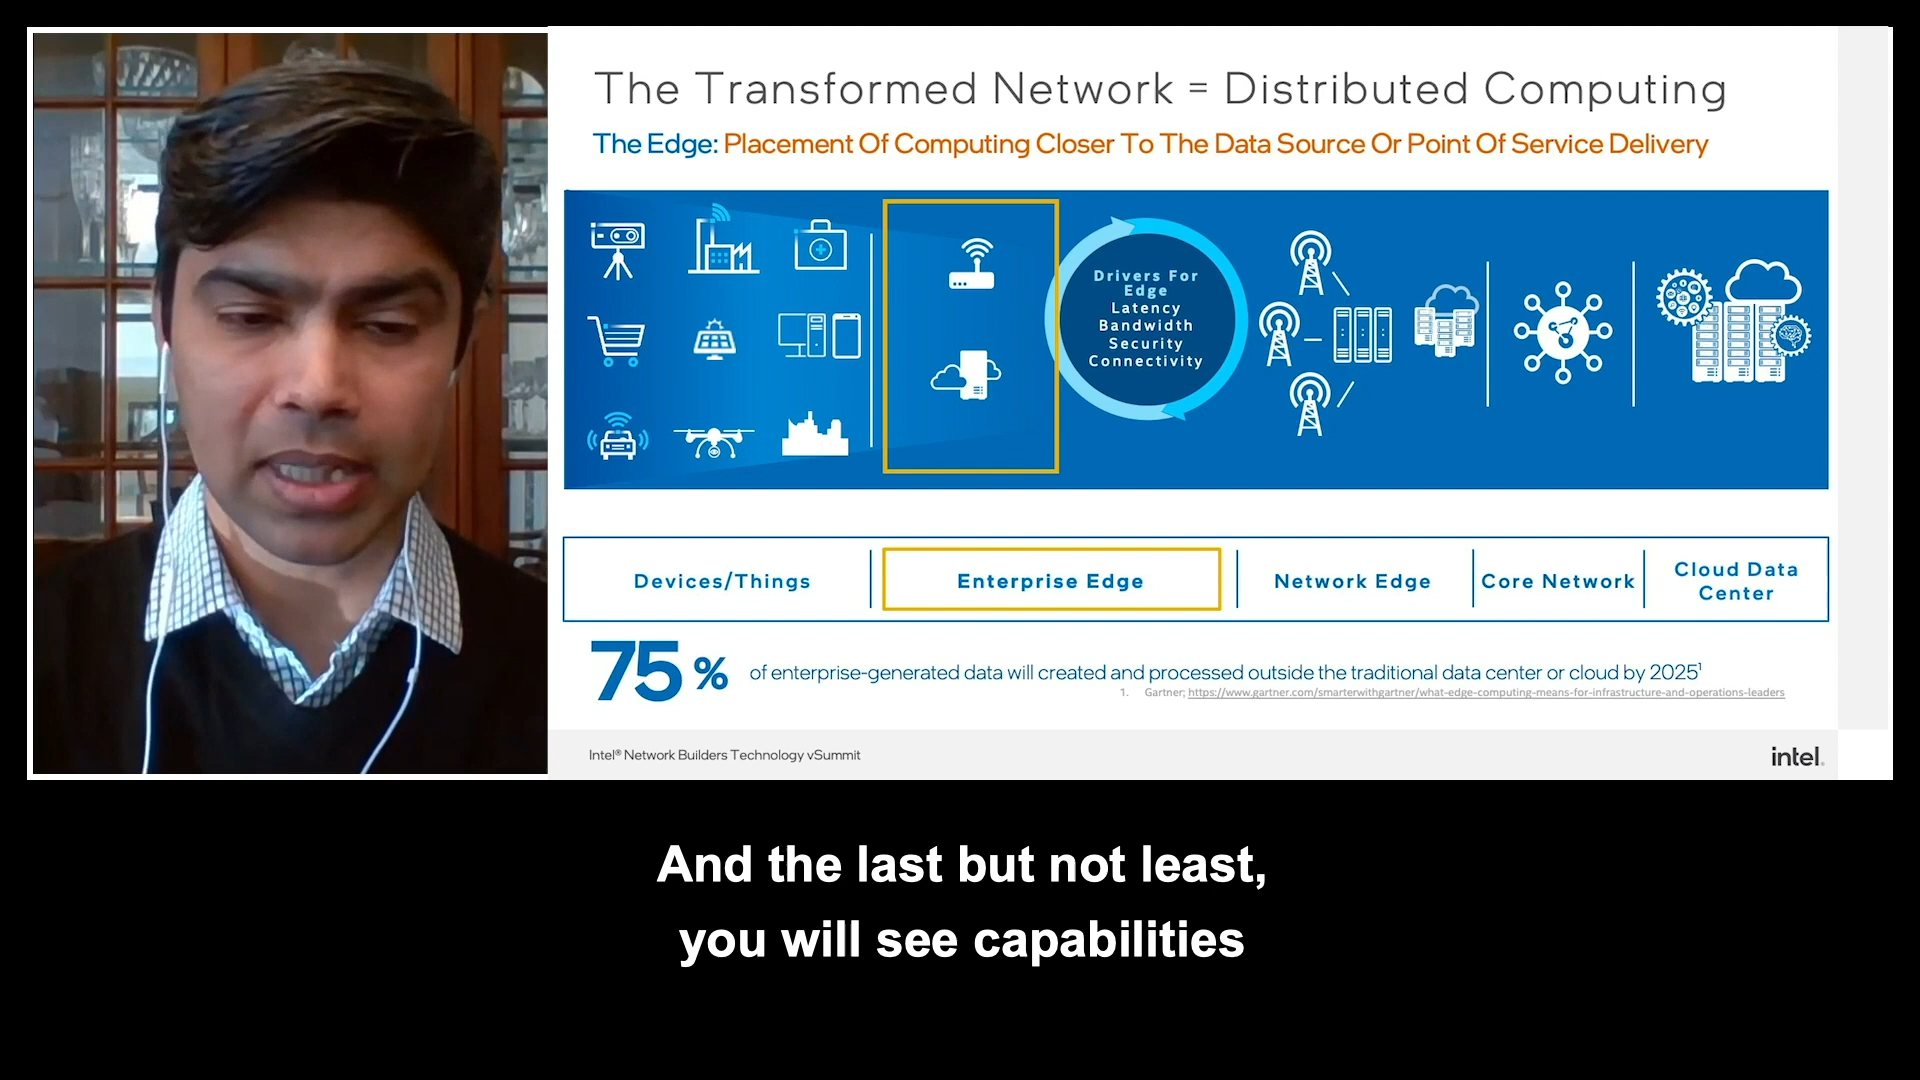 The Transformed Network = Distributed Computing
The Edge: Placement Of Computing Closer To The Data Source Or Point Of Service Delivery
Drivers For
Edge
Latency
Bandwidth
Security
Connectivity
Devices/Things
Enterprise Edge
Network Edge
Core Network
Cloud Data
Center
75 % of enterprise-generated data will created and processed outside the traditional data center or cloud by 2025¹
1. Gartner; https://www.gartner.com/smarterwithgartner/what-edge-computing-means-for-infrastructure-and-operations-leaders
Intel® Network Builders Technology vSummit
intel.
And the last but not least,
you will see capabilities